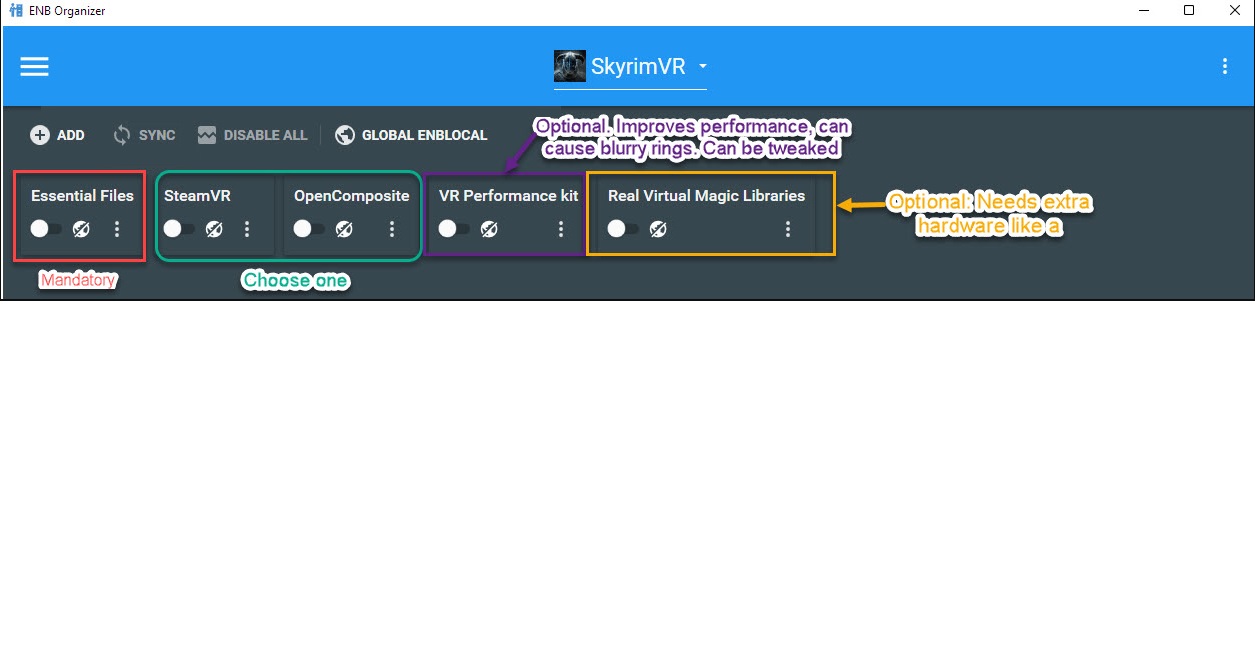 ENB Organizer
SkyrimVR
ADD SYNC DISABLE ALL GLOBAL ENBLOCAL
Optional. Improves performance, can
cause blurry rings. Can be tweaked
Essential Files SteamVR OpenComposite VR Performance kit Real Virtual Magic Libraries
Optional: Needs extra
hardware like a
Mandatory
Choose one